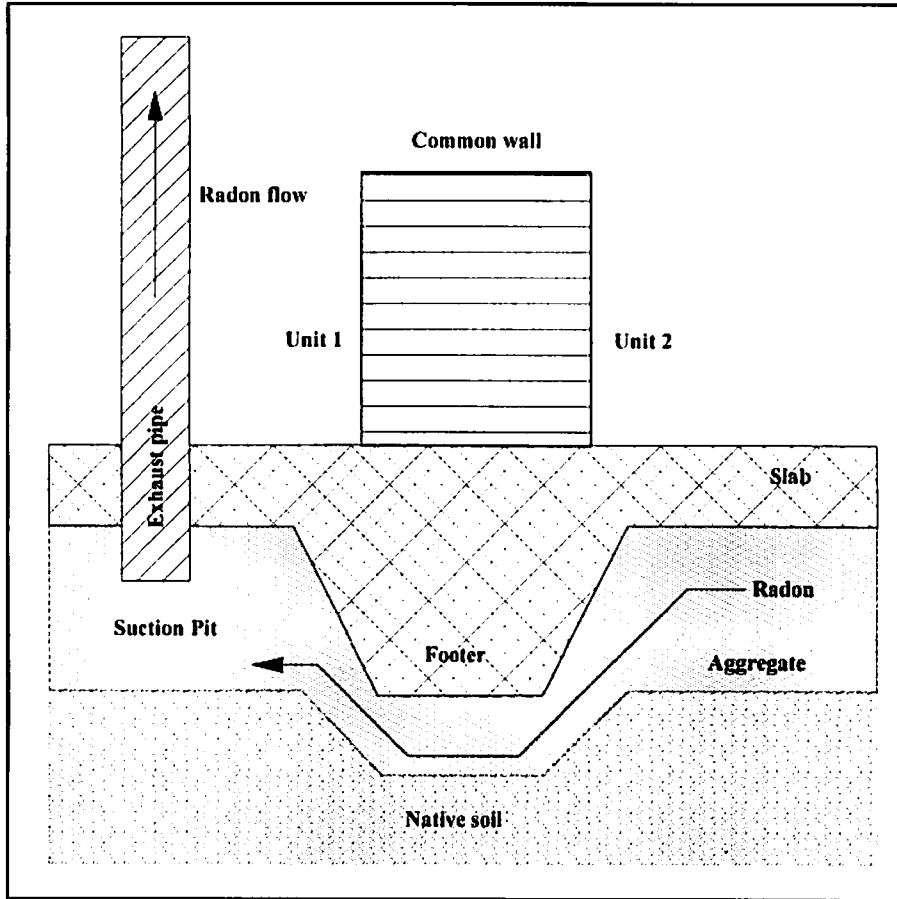 Common wall
Radon flow
Unit 1
Unit 2
Exhaust pipe
Slab
Radon
Suction Pit
Footer
Aggregate
Native soil